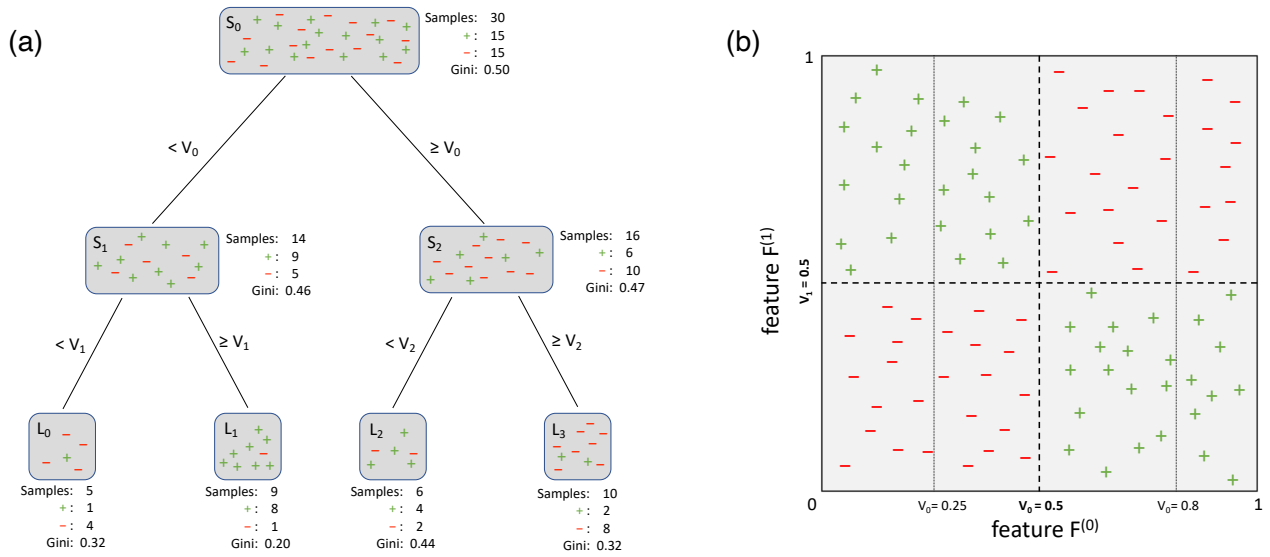 (a)
S0
Samples: 30
+ : 15
− : 15
Gini: 0.50
< V0
≥ V0
S1
Samples: 14
+ : 9
− : 5
Gini: 0.46
S2
Samples: 16
+ : 6
− : 10
Gini: 0.47
< V1
≥ V1
< V2
≥ V2
L0
Samples: 5
+ : 1
− : 4
Gini: 0.32
L1
Samples: 9
+ : 8
− : 1
Gini: 0.20
L2
Samples: 6
+ : 4
− : 2
Gini: 0.44
L3
Samples: 10
+ : 2
− : 8
Gini: 0.32
(b)
1
feature F(1)
V1 = 0.5
0
V0 = 0.25
V0 = 0.5
V0 = 0.8
1
feature F(0)